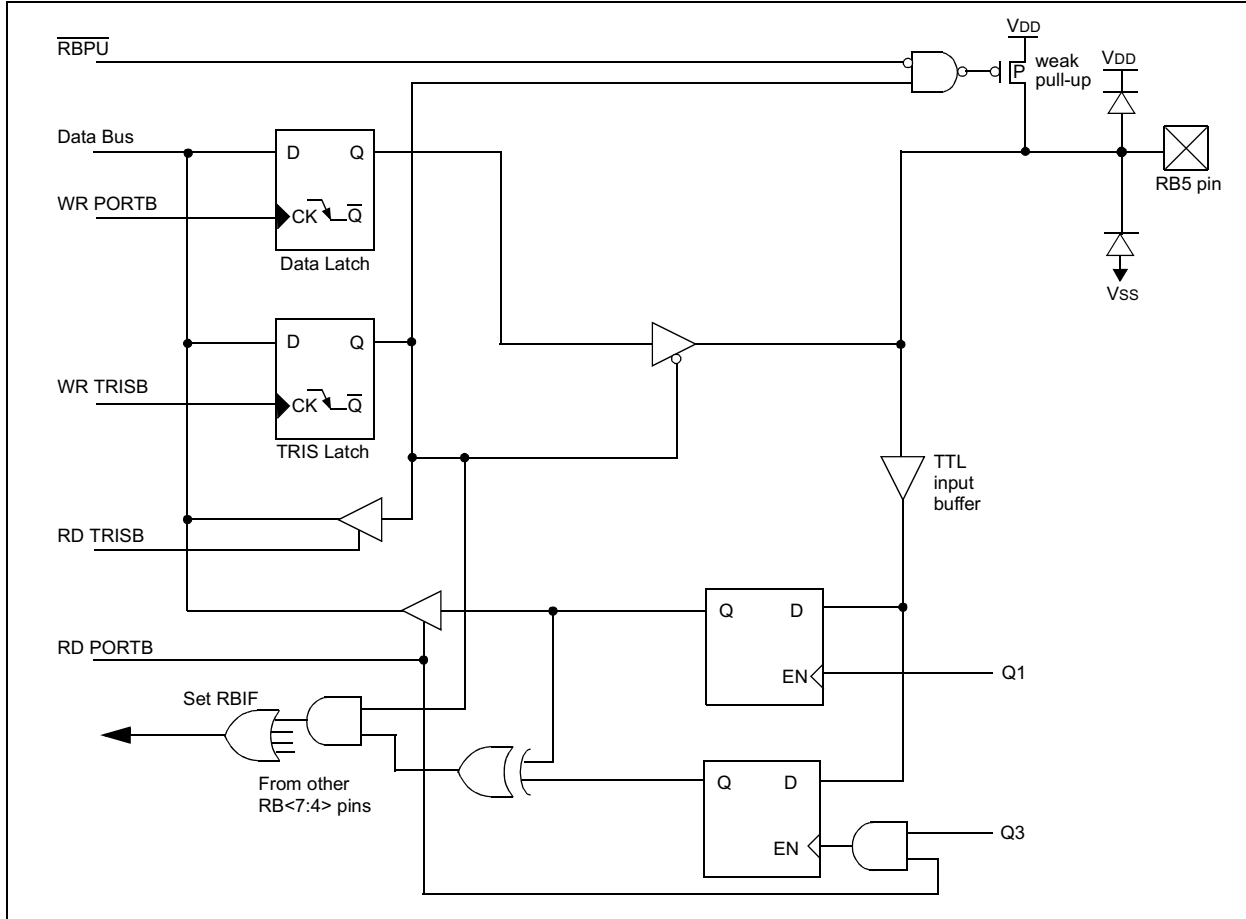 RBPU
VDD
P
weak
pull-up
VDD
Data Bus
D
Q
RB5 pin
WR PORTB
CK
Q
Data Latch
VSS
D
Q
WR TRISB
CK
Q
TRIS Latch
TTL
input
buffer
RD TRISB
Q
D
RD PORTB
EN
Q1
Set RBIF
From other
RB<7:4> pins
Q
D
Q3
EN